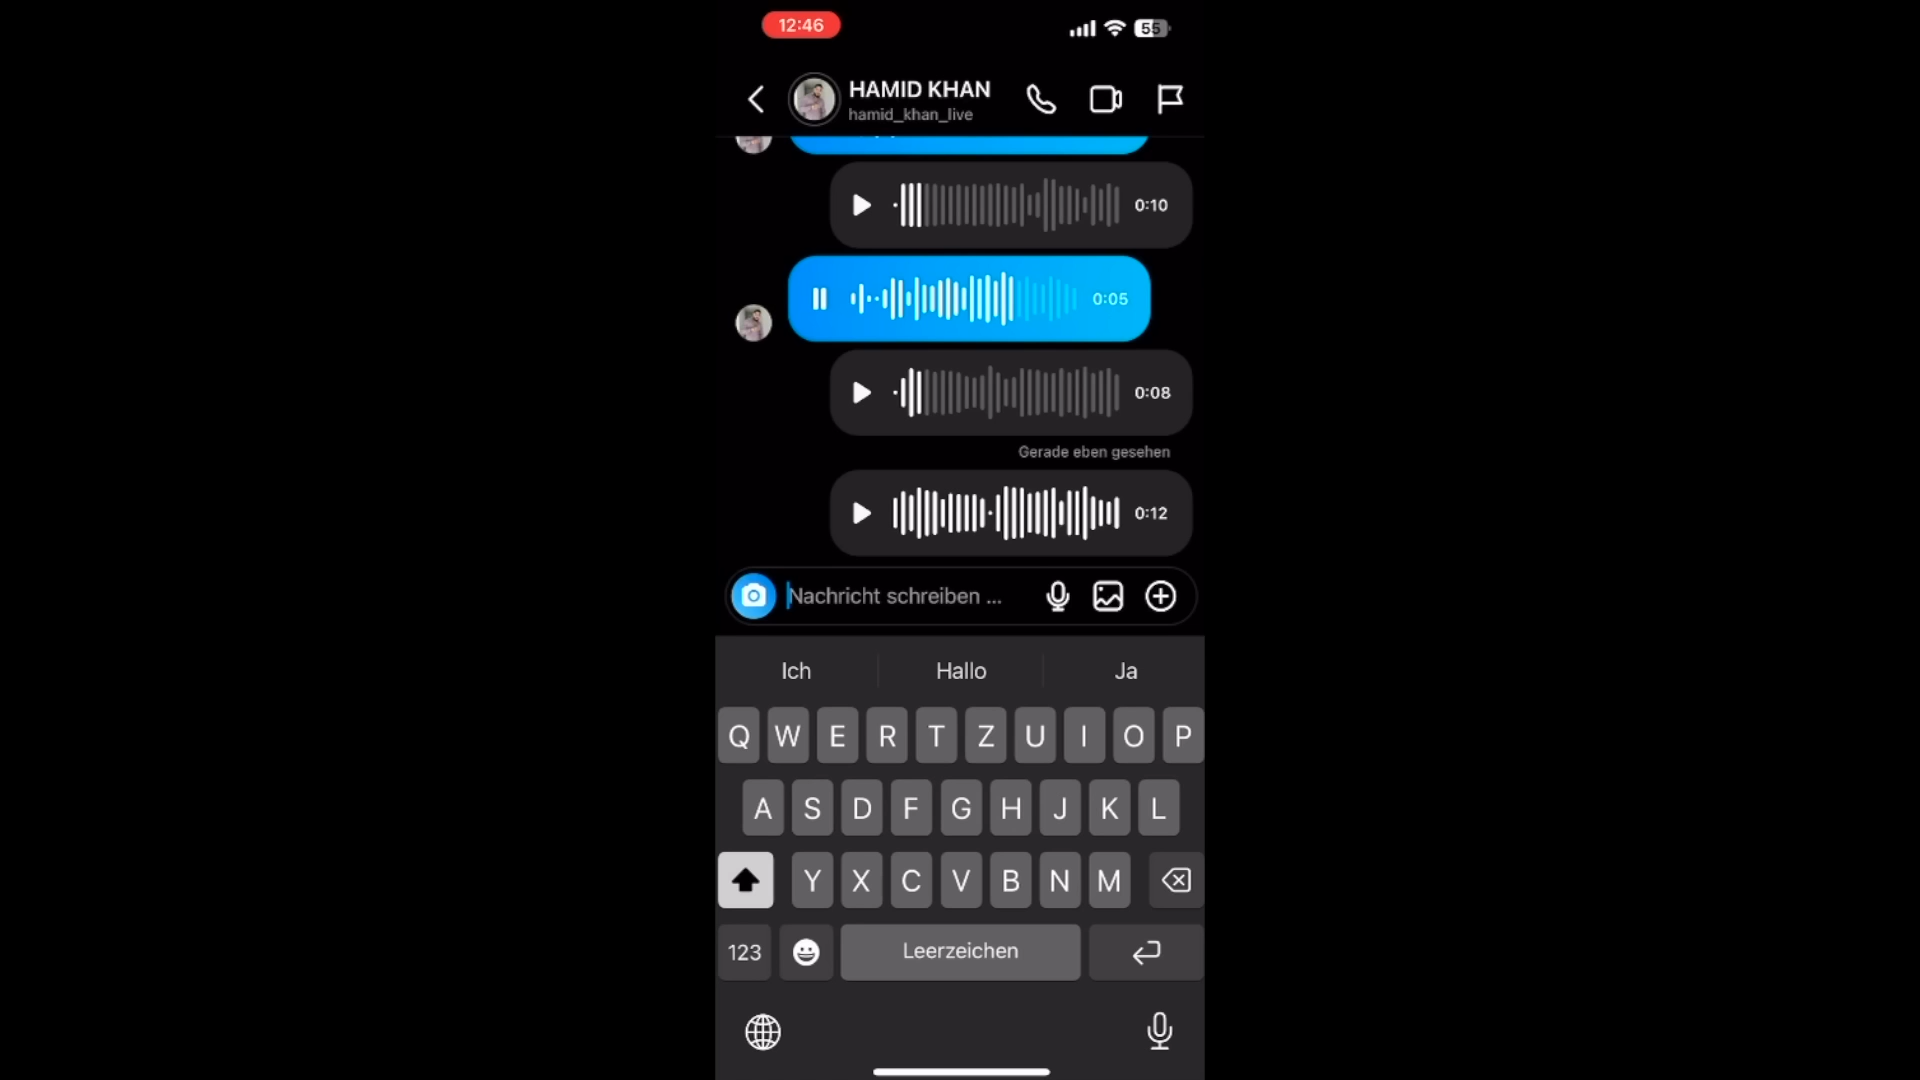 12:46
55
HAMID KHAN
hamid_khan_live
0:10
0:05
0:08
Gerade eben gesehen
0:12
Nachricht schreiben ...
Ich Hallo Ja
Q W E R T Z U I O P
A S D F G H J K L
Y X C V B N M
123 Leerzeichen